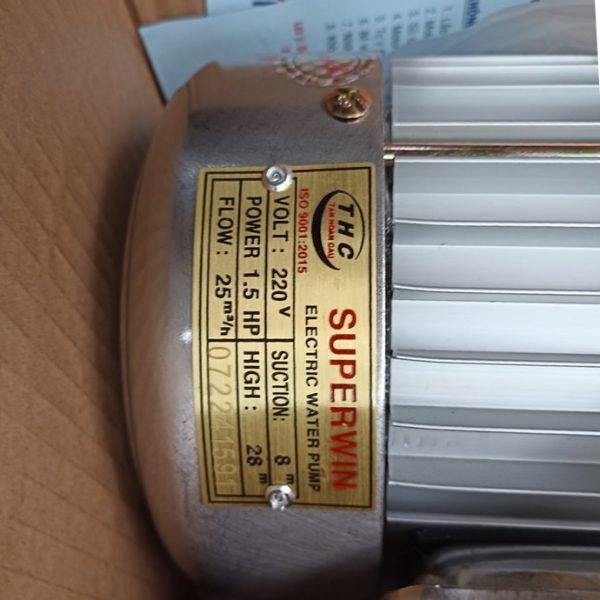 THC
TAN HOAN CAU
ISO 9001:2015
SUPERWIN
ELECTRIC WATER PUMP
VOLT : 220 V SUCTION: 8 m
POWER 1.5 HP HIGH : 28 m
FLOW : 25 m³/h 072241591